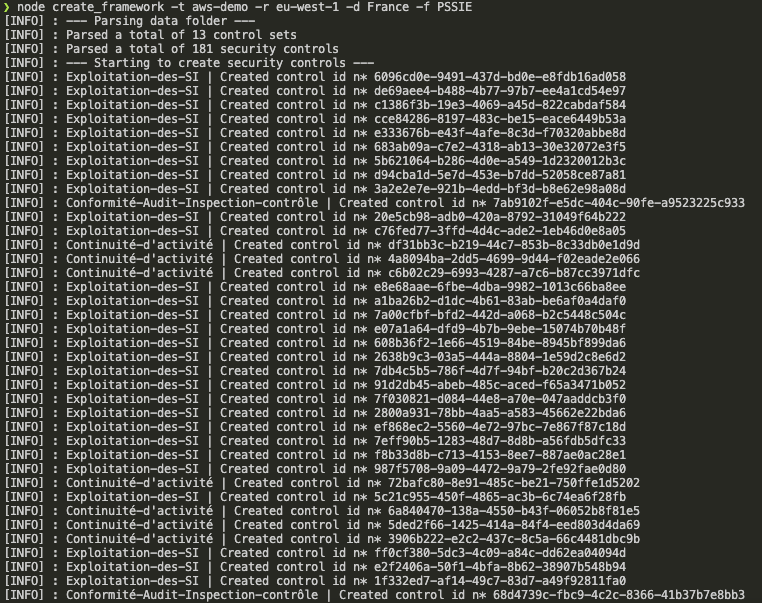 ❯ node create_framework -t aws-demo -r eu-west-1 -d France -f PSSIE
[INFO] : --- Parsing data folder ---
[INFO] : Parsed a total of 13 control sets
[INFO] : Parsed a total of 181 security controls
[INFO] : --- Starting to create security controls ---
[INFO] : Exploitation-des-SI | Created control id n* 6096cd0e-9491-437d-bd0e-e8fdb16ad058
[INFO] : Exploitation-des-SI | Created control id n* de69aee4-b488-4b77-97b7-ee4a1cd54e97
[INFO] : Exploitation-des-SI | Created control id n* c1386f3b-19e3-4069-a45d-822cabdaf584
[INFO] : Exploitation-des-SI | Created control id n* cce84286-8197-483c-be15-eace6449b53a
[INFO] : Exploitation-des-SI | Created control id n* e333676b-e43f-4afe-8c3d-f70320abbe8d
[INFO] : Exploitation-des-SI | Created control id n* 683ab09a-c7e2-4318-ab13-30e32072e3f5
[INFO] : Exploitation-des-SI | Created control id n* 5b621064-b286-4d0e-a549-1d2320012b3c
[INFO] : Exploitation-des-SI | Created control id n* d94cba1d-5e7d-453e-b7dd-52058ce87a81
[INFO] : Exploitation-des-SI | Created control id n* 3a2e2e7e-921b-4edd-bf3d-b8e62e98a08d
[INFO] : Conformité-Audit-Inspection-contrôle | Created control id n* 7ab9102f-e5dc-404c-90fe-a9523225c933
[INFO] : Exploitation-des-SI | Created control id n* 20e5cb98-adb0-420a-8792-31049f64b222
[INFO] : Exploitation-des-SI | Created control id n* c76fed77-3ffd-4d4c-ade2-1eb46d0e8a05
[INFO] : Continuité-d'activité | Created control id n* df31bb3c-b219-44c7-853b-8c33db0e1d9d
[INFO] : Continuité-d'activité | Created control id n* 4a8094ba-2dd5-4699-9d44-f02eade2e066
[INFO] : Continuité-d'activité | Created control id n* c6b02c29-6993-4287-a7c6-b87cc3971dfc
[INFO] : Exploitation-des-SI | Created control id n* e8e68aae-6fbe-4dba-9982-1013c66ba8ee
[INFO] : Exploitation-des-SI | Created control id n* a1ba26b2-d1dc-4b61-83ab-be6af0a4daf0
[INFO] : Exploitation-des-SI | Created control id n* 7a00cfbf-bfd2-442d-a068-b2c5448c504c
[INFO] : Exploitation-des-SI | Created control id n* e07a1a64-dfd9-4b7b-9ebe-15074b70b48f
[INFO] : Exploitation-des-SI | Created control id n* 608b36f2-1e66-4519-84be-8945bf899da6
[INFO] : Exploitation-des-SI | Created control id n* 2638b9c3-03a5-444a-8804-1e59d2c8e6d2
[INFO] : Exploitation-des-SI | Created control id n* 7db4c5b5-786f-4d7f-94bf-b20c2d367b24
[INFO] : Exploitation-des-SI | Created control id n* 91d2db45-abeb-485c-aced-f65a3471b052
[INFO] : Exploitation-des-SI | Created control id n* 7f030821-d084-44e8-a70e-047aaddcb3f0
[INFO] : Exploitation-des-SI | Created control id n* 2800a931-78bb-4aa5-a583-45662e22bda6
[INFO] : Exploitation-des-SI | Created control id n* ef868ec2-5560-4e72-97bc-7e867f87c18d
[INFO] : Exploitation-des-SI | Created control id n* 7eff90b5-1283-48d7-8d8b-a56fdb5dfc33
[INFO] : Exploitation-des-SI | Created control id n* f8b33d8b-c713-4153-8ee7-887ae0ac28e1
[INFO] : Exploitation-des-SI | Created control id n* 987f5708-9a09-4472-9a79-2fe92fae0d80
[INFO] : Continuité-d'activité | Created control id n* 72bafc80-8e91-485c-be21-750ffe1d5202
[INFO] : Exploitation-des-SI | Created control id n* 5c21c955-450f-4865-ac3b-6c74ea6f28fb
[INFO] : Continuité-d'activité | Created control id n* 6a840470-138a-4550-b43f-06052b8f81e5
[INFO] : Continuité-d'activité | Created control id n* 5ded2f66-1425-414a-84f4-eed803d4da69
[INFO] : Continuité-d'activité | Created control id n* 3906b222-e2c2-437c-8c5a-66c4481dbc9b
[INFO] : Exploitation-des-SI | Created control id n* ff0cf380-5dc3-4c09-a84c-dd62ea04094d
[INFO] : Exploitation-des-SI | Created control id n* e2f2406a-50f1-4bfa-8b62-38907b548b94
[INFO] : Exploitation-des-SI | Created control id n* 1f332ed7-af14-49c7-83d7-a49f92811fa0
[INFO] : Conformité-Audit-Inspection-contrôle | Created control id n* 68d4739c-fbc9-4c2c-8366-41b37b7e8bb3